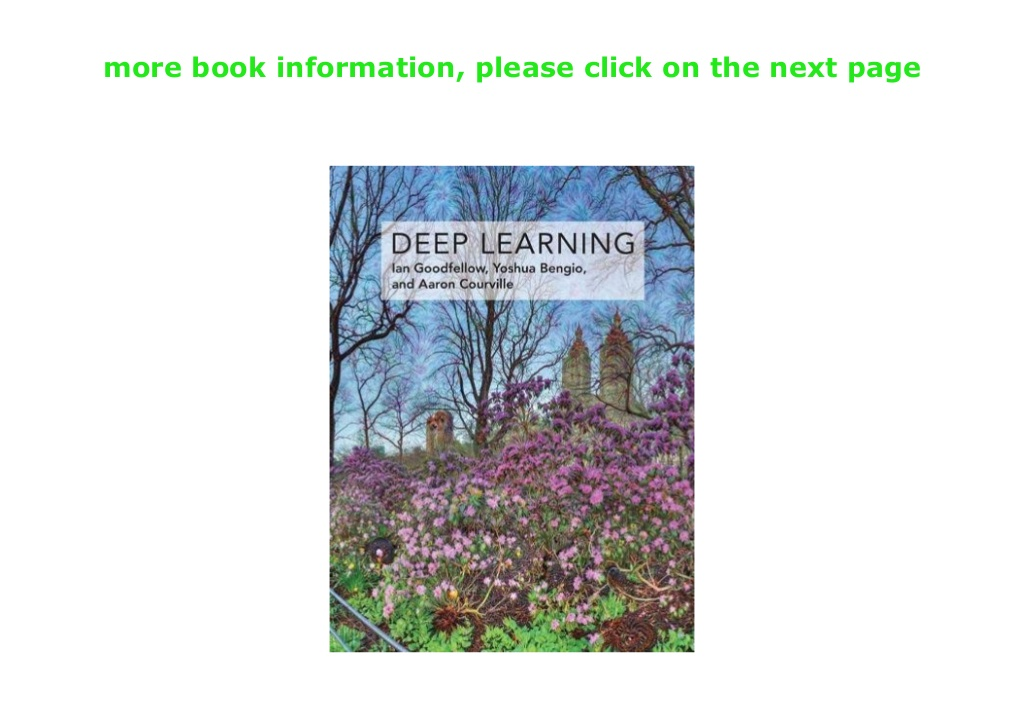 more book information, please click on the next page
DEEP LEARNING
Ian Goodfellow, Yoshua Bengio,
and Aaron Courville